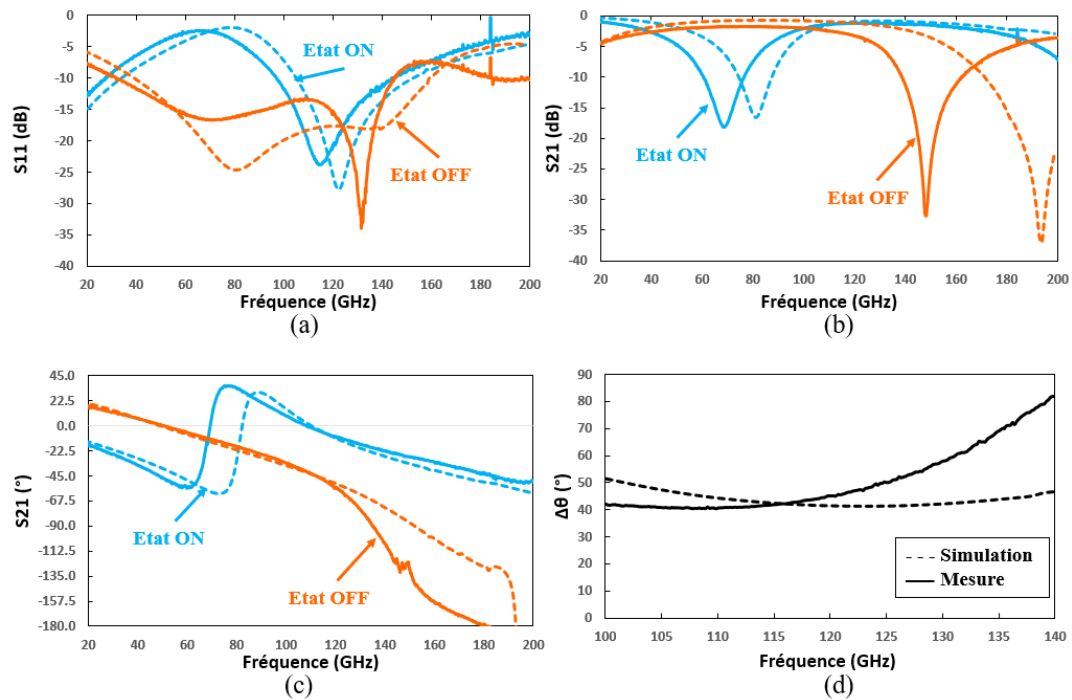 0
-5
-10
-15
-20
-25
-30
-35
-40
S11 (dB)
Etat ON
Etat OFF
20 40 60 80 100 120 140 160 180 200
Fréquence (GHz)
(a)
0
-5
-10
-15
-20
-25
-30
-35
-40
S21 (dB)
Etat ON
Etat OFF
20 40 60 80 100 120 140 160 180 200
Fréquence (GHz)
(b)
45.0
22.5
0.0
-22.5
-45.0
-67.5
-90.0
-112.5
-135.0
-157.5
-180.0
S21 (°)
Etat ON
Etat OFF
20 40 60 80 100 120 140 160 180 200
Fréquence (GHz)
(c)
90
80
70
60
50
40
30
20
10
0
Δθ (°)
Simulation
Mesure
100 105 110 115 120 125 130 135 140
Fréquence (GHz)
(d)